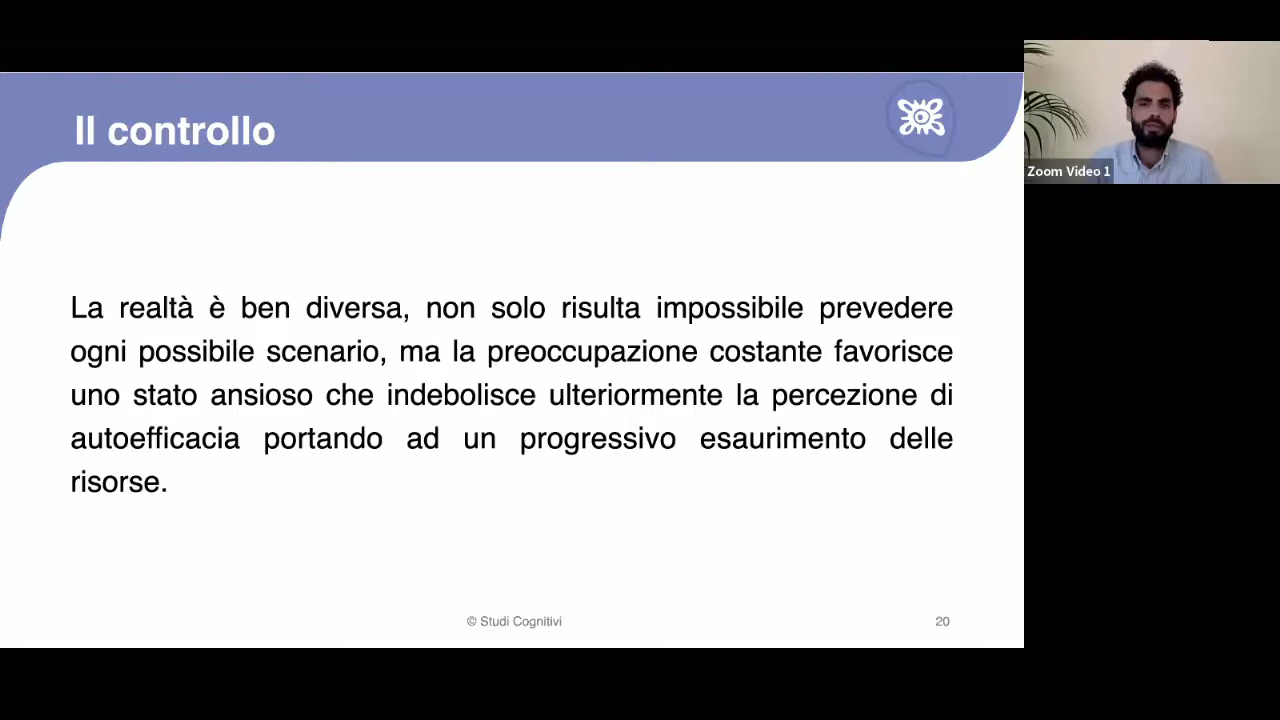 Il controllo
Zoom Video 1
La realtà è ben diversa, non solo risulta impossibile prevedere
ogni possibile scenario, ma la preoccupazione costante favorisce
uno stato ansioso che indebolisce ulteriormente la percezione di
autoefficacia portando ad un progressivo esaurimento delle
risorse.
© Studi Cognitivi
20